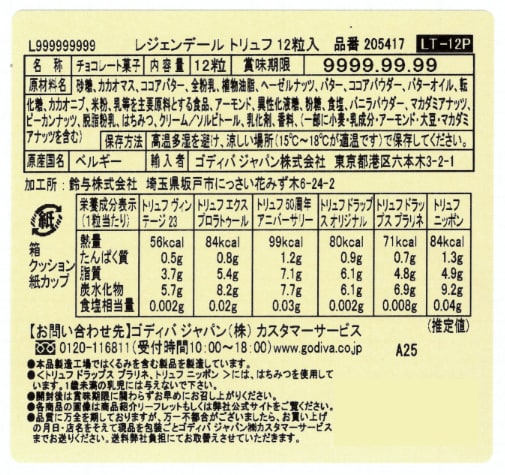 L999999999 レジェンデール トリュフ 12粒入 品番 205417 LT-12P
名称 チョコレート菓子 内容量 12粒 賞味期限 9999.99.99
原材料名 砂糖、カカオマス、ココアバター、全粉乳、植物油脂、ヘーゼルナッツ、バター、ココアパウダー、バターオイル、転
化糖、カカオニブ、米粉、乳等を主要原料とする食品、アーモンド、異性化液糖、粉糖、食塩、バニラパウダー、マカダミアナッツ、
ピーカンナッツ、脱脂粉乳、はちみつ、クリーム/ソルビトール、乳化剤、香料、(一部に小麦・乳成分・アーモンド・大豆・マカダミ
アナッツを含む) 保存方法 高温多湿を避け、涼しい場所(15℃～18℃が適温です)で保存してください。
原産国名 ベルギー 輸入者 ゴディバ ジャパン株式会社 東京都港区六本木3-2-1
加工所：鈴与株式会社 埼玉県坂戸市にっさい花みず木6-24-2
紙
箱
クッション
紙カップ
栄養成分表示(1粒当たり) トリュフ ヴィンテージ 23 トリュフ エクスプロラトゥール トリュフ 50周年アニバーサリー トリュフ ドラップス オリジナル トリュフ ドラップス プラリネ トリュフ ニッポン
熱量 56kcal 84kcal 99kcal 80kcal 71kcal 84kcal
たんぱく質 0.5g 0.8g 1.2g 0.9g 0.7g 1.3g
脂質 3.7g 5.4g 7.1g 6.1g 4.8g 4.9g
炭水化物 5.7g 8.2g 7.7g 6.1g 6.9g 9.2g
食塩相当量 0.002g 0.02g 0.03g 0.002g 0.008g 0.04g
(推定値)
【お問い合わせ先】ゴディバ ジャパン(株) カスタマーサービス
0120-116811(受付時間10:00～18:00)www.godiva.co.jp A25
●本品製造工場ではくるみを含む製品を製造しています。
●<トリュフ ドラップス プラリネ、トリュフ ニッポン >には、はちみつを使用して
います。1歳未満の乳児には与えないで下さい。
●開封後は賞味期限に関わらずお早めにお召し上がりください。
●各商品の画像は商品紹介リーフレットもしくは弊社公式サイトをご覧ください。
●品質に万全を期しておりますが、万一不都合がございましたら、お買い上げ
の月日・店名をそえて現品を包装ごとゴディバ ジャパン㈱カスタマーサービス
までお送りください。送料弊社負担にてお取替えさせていただきます。